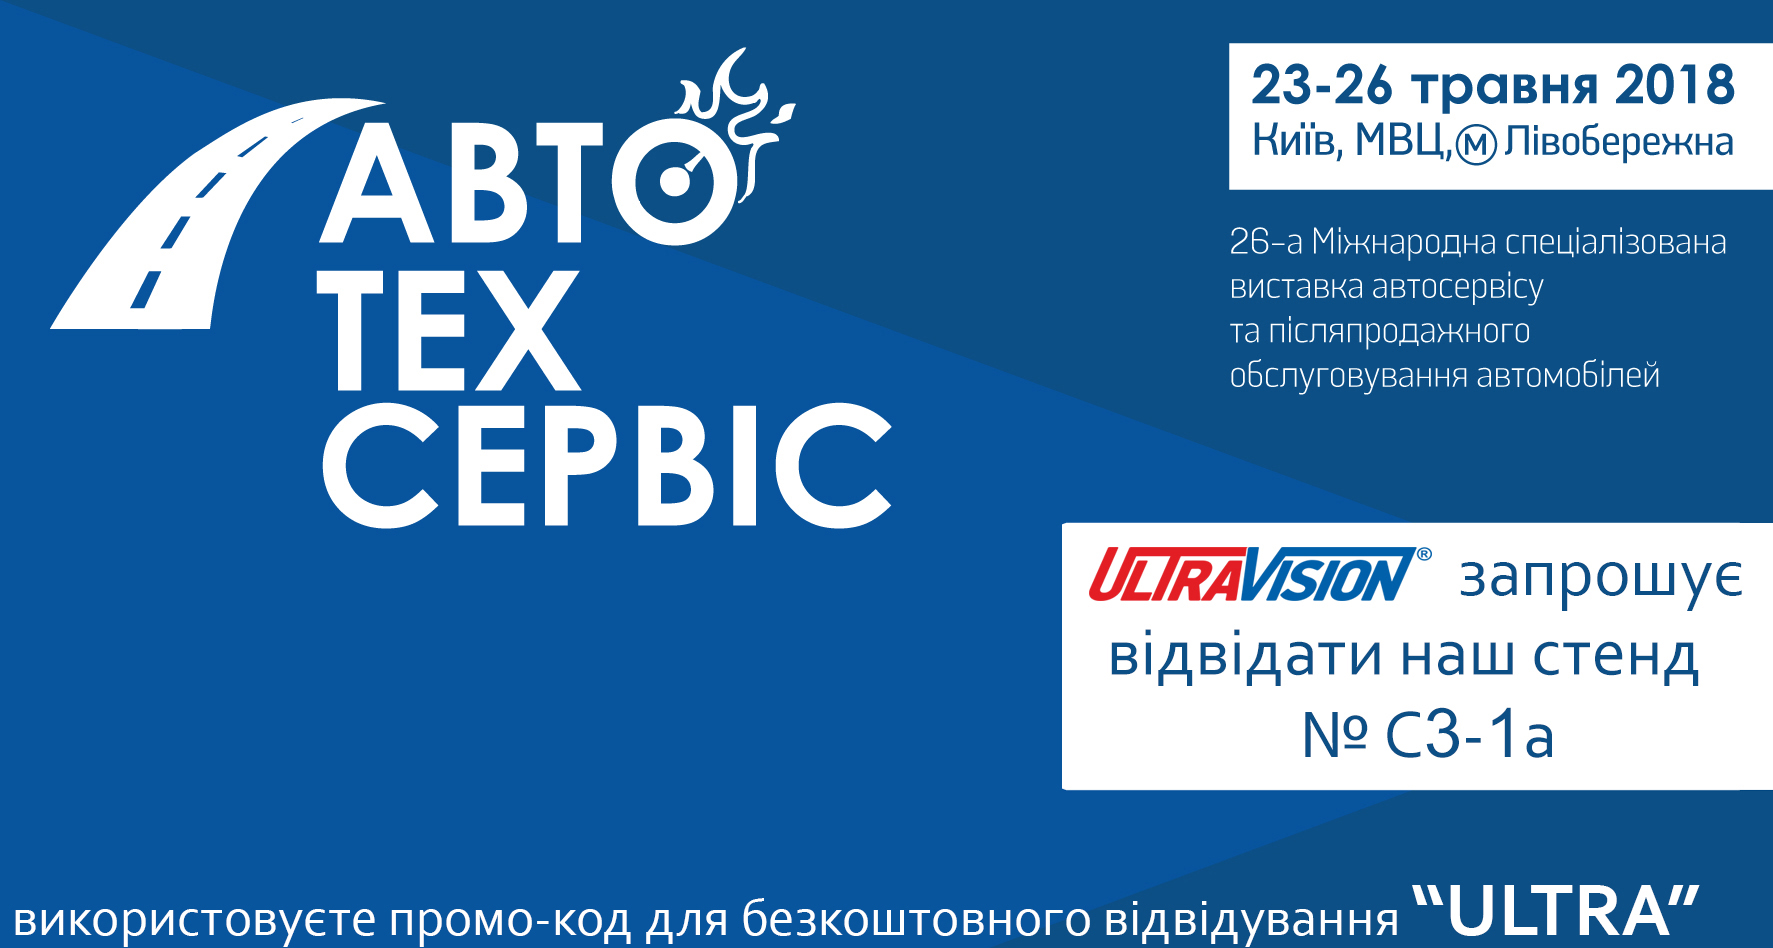 АВТО
ТЕХ
СЕРВІС
23-26 травня 2018
Київ, МВЦ, М Лівобережна
26-а Міжнародна спеціалізована
виставка автосервісу
та післяпродажного
обслуговування автомобілей
ULTRAVISION® запрошує
відвідати наш стенд
№ С3-1а
використовуєте промо-код для безкоштовного відвідування “ULTRA”